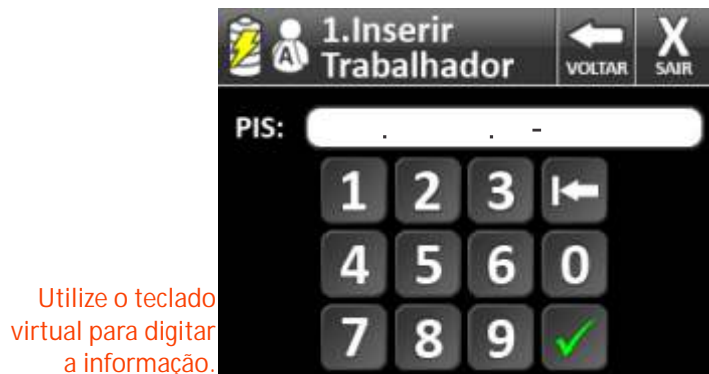 A
1.Inserir
Trabalhador
VOLTAR
X
SAIR
PIS: . . -
1 2 3
4 5 6 0
7 8 9
Utilize o teclado
virtual para digitar
a informação.